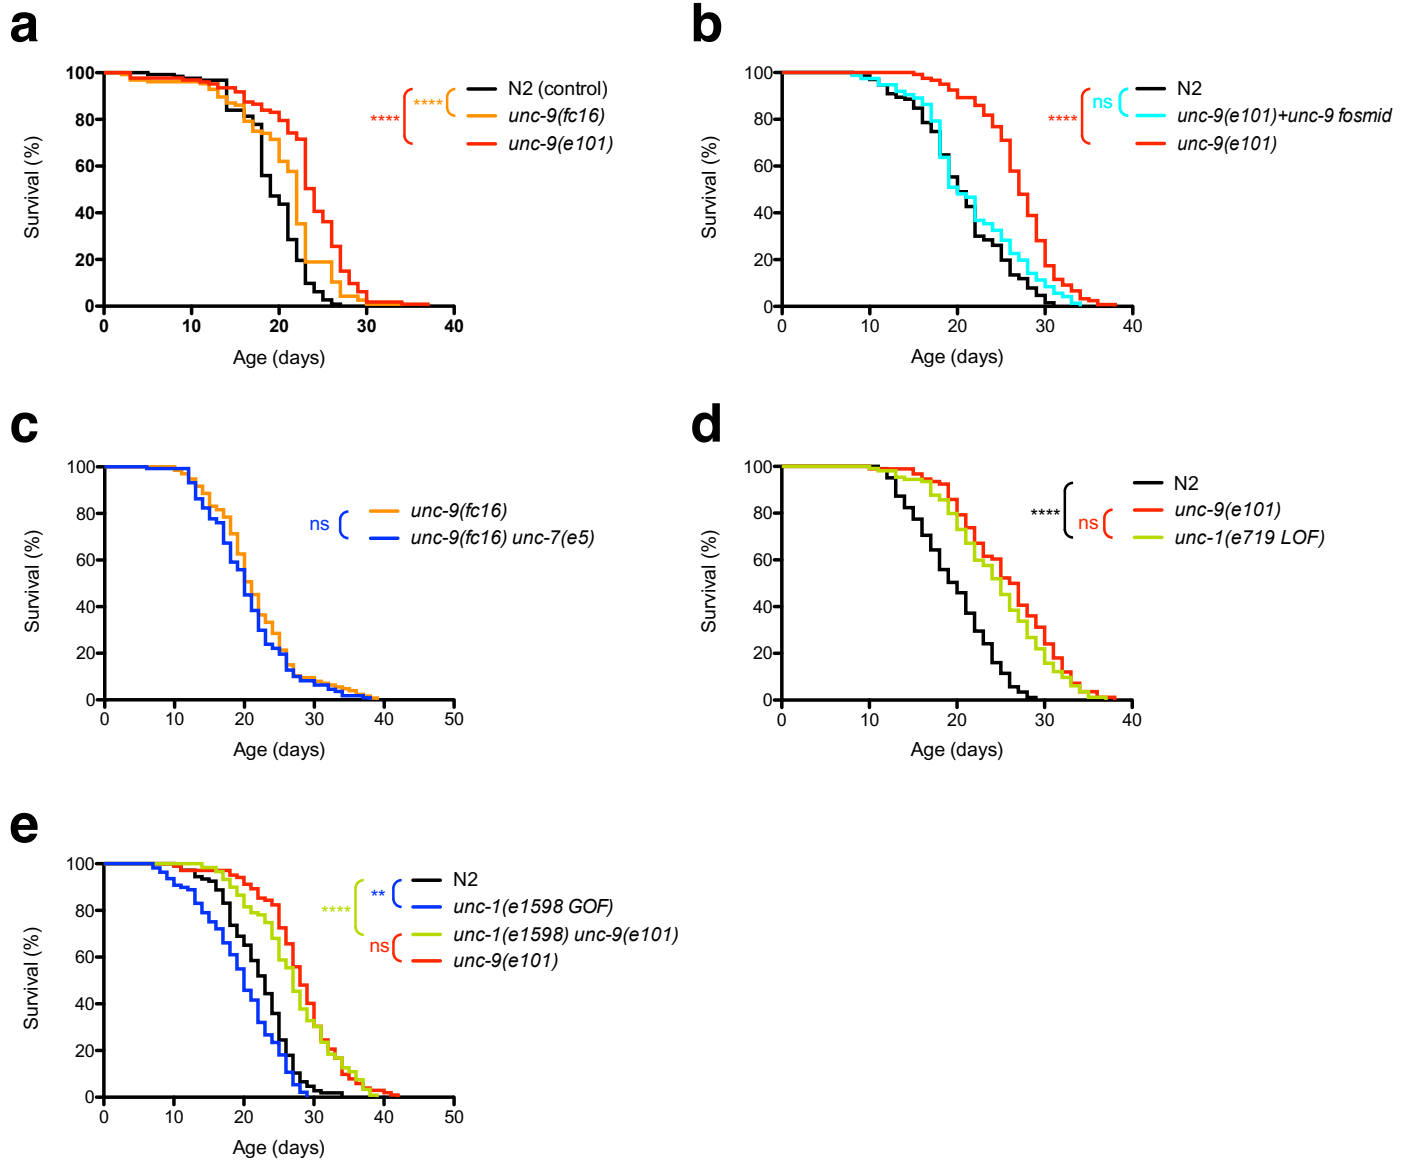 a
100
80
60
40
20
0
Survival (%)
0 10 20 30 40
Age (days)
**** ****
N2 (control)
unc-9(fc16)
unc-9(e101)
b
100
80
60
40
20
0
Survival (%)
0 10 20 30 40
Age (days)
**** ns
N2
unc-9(e101)+unc-9 fosmid
unc-9(e101)
c
100
80
60
40
20
0
Survival (%)
0 10 20 30 40 50
Age (days)
ns
unc-9(fc16)
unc-9(fc16) unc-7(e5)
d
100
80
60
40
20
0
Survival (%)
0 10 20 30 40
Age (days)
**** ns
N2
unc-9(e101)
unc-1(e719 LOF)
e
100
80
60
40
20
0
Survival (%)
0 10 20 30 40 50
Age (days)
**** **
ns
N2
unc-1(e1598 GOF)
unc-1(e1598) unc-9(e101)
unc-9(e101)